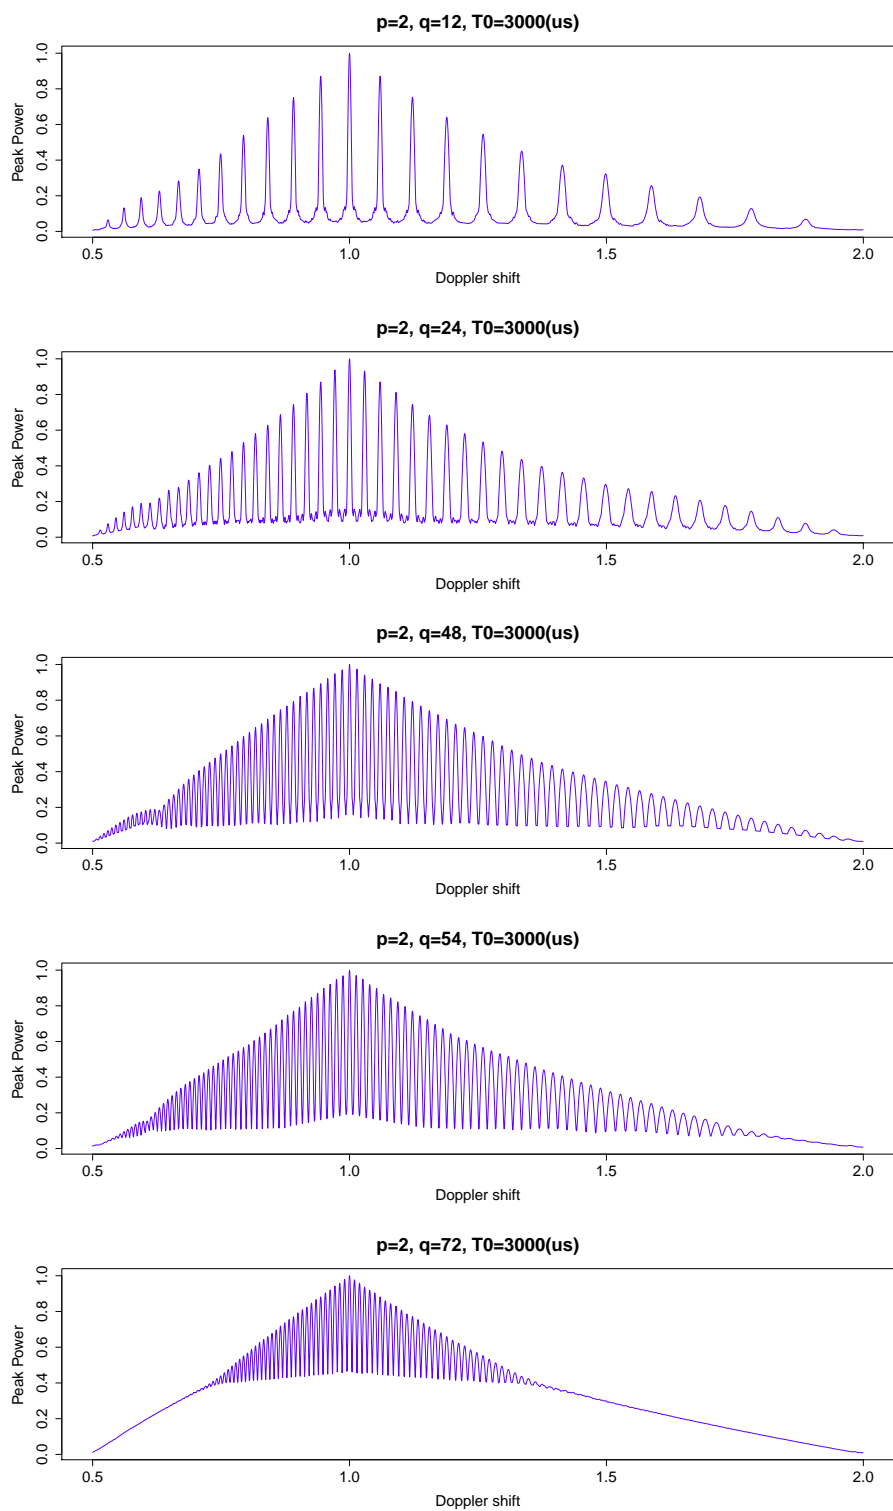 p=2, q=12, T0=3000(us)
Peak Power
0.0 0.2 0.4 0.6 0.8 1.0
0.5 1.0 1.5 2.0
Doppler shift
p=2, q=24, T0=3000(us)
Peak Power
0.0 0.2 0.4 0.6 0.8 1.0
0.5 1.0 1.5 2.0
Doppler shift
p=2, q=48, T0=3000(us)
Peak Power
0.0 0.2 0.4 0.6 0.8 1.0
0.5 1.0 1.5 2.0
Doppler shift
p=2, q=54, T0=3000(us)
Peak Power
0.0 0.2 0.4 0.6 0.8 1.0
0.5 1.0 1.5 2.0
Doppler shift
p=2, q=72, T0=3000(us)
Peak Power
0.0 0.2 0.4 0.6 0.8 1.0
0.5 1.0 1.5 2.0
Doppler shift